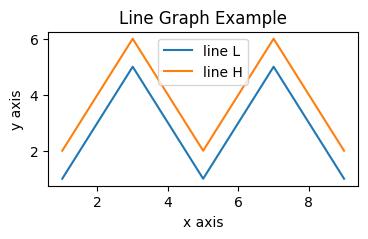 Line Graph Example
line L
line H
6
4
2
y axis
2 4 6 8
x axis